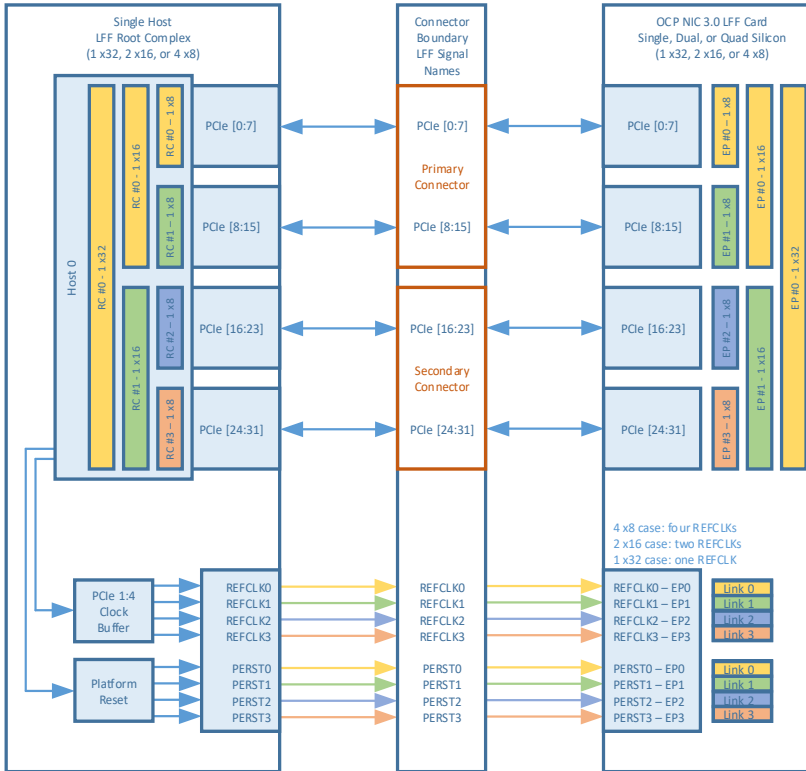 Single Host
LFF Root Complex
(1 x32, 2 x16, or 4 x8)
Connector
Boundary
LFF Signal
Names
OCP NIC 3.0 LFF Card
Single, Dual, or Quad Silicon
(1 x32, 2 x16, or 4 x8)
Host 0
RC #0 - 1 x32
RC #0 - 1 x16
RC #1 - 1 x16
RC #0 – 1 x8
RC #1 – 1 x8
RC #2 – 1 x8
RC #3 – 1 x8
PCIe [0:7]
PCIe [8:15]
PCIe [16:23]
PCIe [24:31]
PCIe [0:7]
Primary
Connector
PCIe [8:15]
PCIe [16:23]
Secondary
Connector
PCIe [24:31]
PCIe [0:7]
PCIe [8:15]
PCIe [16:23]
PCIe [24:31]
EP #0 – 1 x8
EP #1 – 1 x8
EP #2 – 1 x8
EP #3 – 1 x8
EP #0 - 1 x16
EP #1 - 1 x16
EP #0 - 1 x32
4 x8 case: four REFCLKs
2 x16 case: two REFCLKs
1 x32 case: one REFCLK
PCIe 1:4
Clock
Buffer
Platform
Reset
REFCLK0
REFCLK1
REFCLK2
REFCLK3
PERST0
PERST1
PERST2
PERST3
REFCLK0
REFCLK1
REFCLK2
REFCLK3
PERST0
PERST1
PERST2
PERST3
REFCLK0 – EP0
REFCLK1 – EP1
REFCLK2 – EP2
REFCLK3 – EP3
PERST0 – EP0
PERST1 – EP1
PERST2 – EP2
PERST3 – EP3
Link 0
Link 1
Link 2
Link 3
Link 0
Link 1
Link 2
Link 3